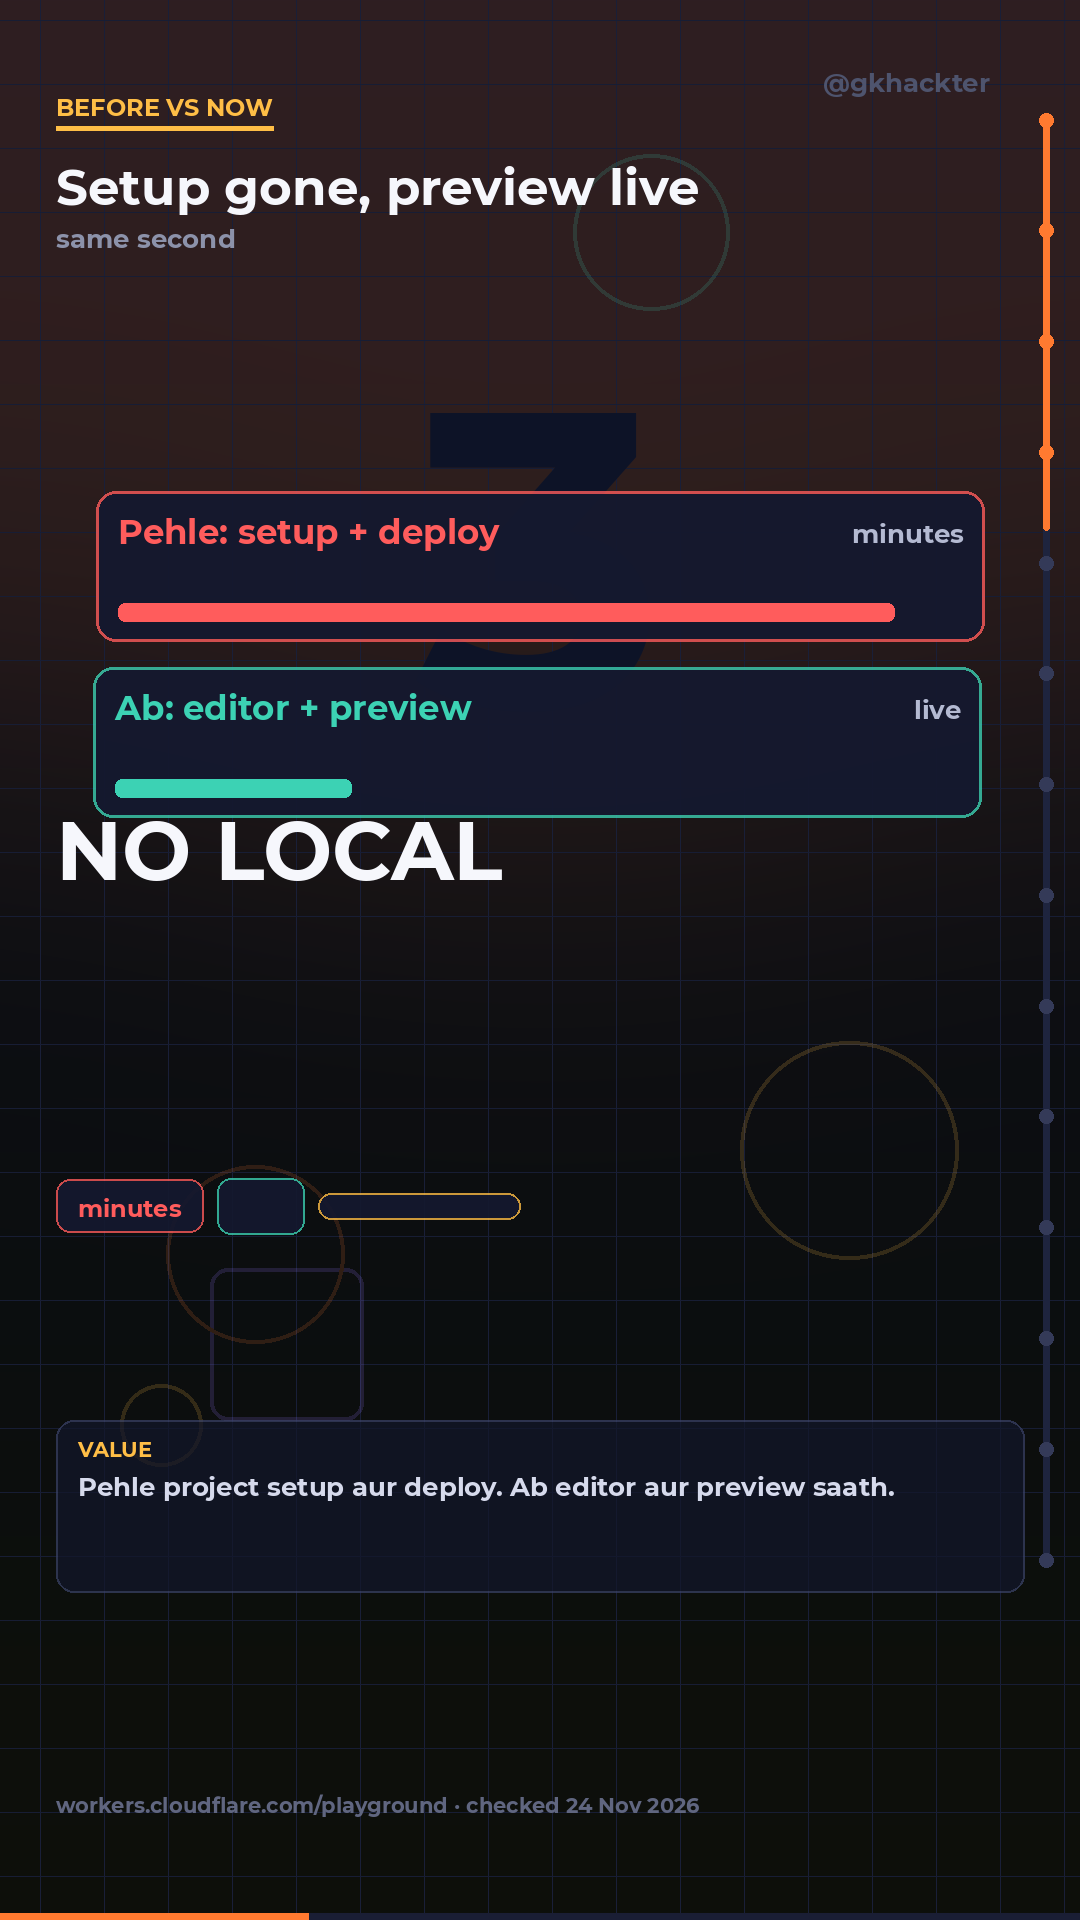 @gkhackter
BEFORE VS NOW
Setup gone, preview live
same second
3
Pehle: setup + deploy
minutes
Ab: editor + preview
live
NO LOCAL
minutes
VALUE
Pehle project setup aur deploy. Ab editor aur preview saath.
workers.cloudflare.com/playground · checked 24 Nov 2026